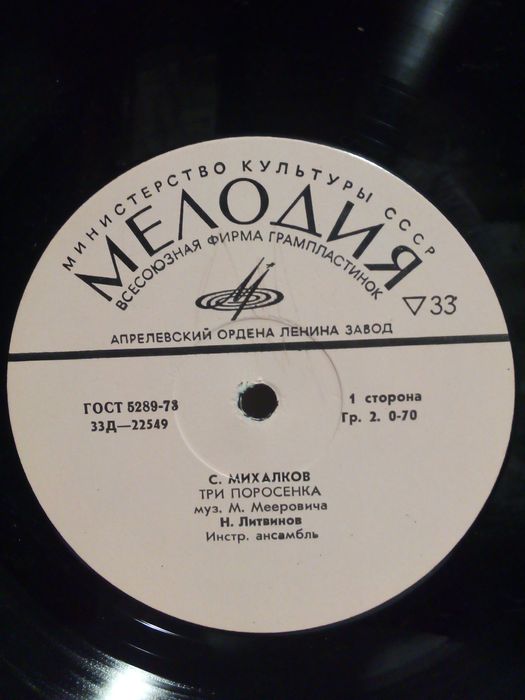 МИНИСТЕРСТВО КУЛЬТУРЫ СССР
МЕЛОДИЯ
ВСЕСОЮЗНАЯ ФИРМА ГРАМПЛАСТИНОК
▽33
АПРЕЛЕВСКИЙ ОРДЕНА ЛЕНИНА ЗАВОД
ГОСТ 5289-73
33Д—22549
1 сторона
Гр. 2. 0-70
С. МИХАЛКОВ
ТРИ ПОРОСЕНКА
муз. М. Мееровича
Н. Литвинов
Инстр. ансамбль